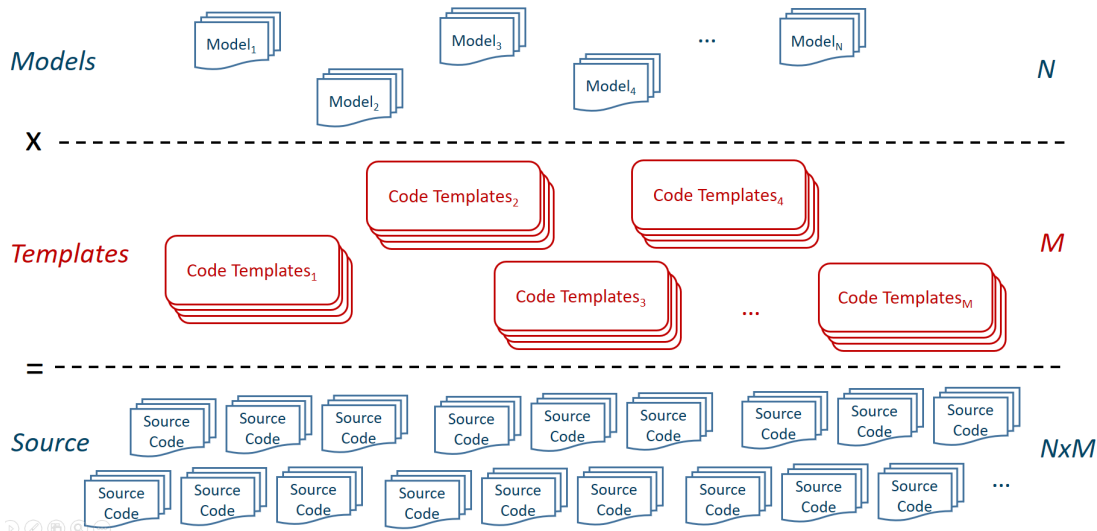 Models
Model1
Model2
Model3
Model4
...
ModelN
N
x
Templates
Code Templates1
Code Templates2
Code Templates3
Code Templates4
...
Code TemplatesM
M
=
Source
Source
Code
Source
Code
Source
Code
Source
Code
Source
Code
Source
Code
Source
Code
Source
Code
Source
Code
NxM
Source
Code
Source
Code
Source
Code
Source
Code
Source
Code
Source
Code
Source
Code
Source
Code
Source
Code
...